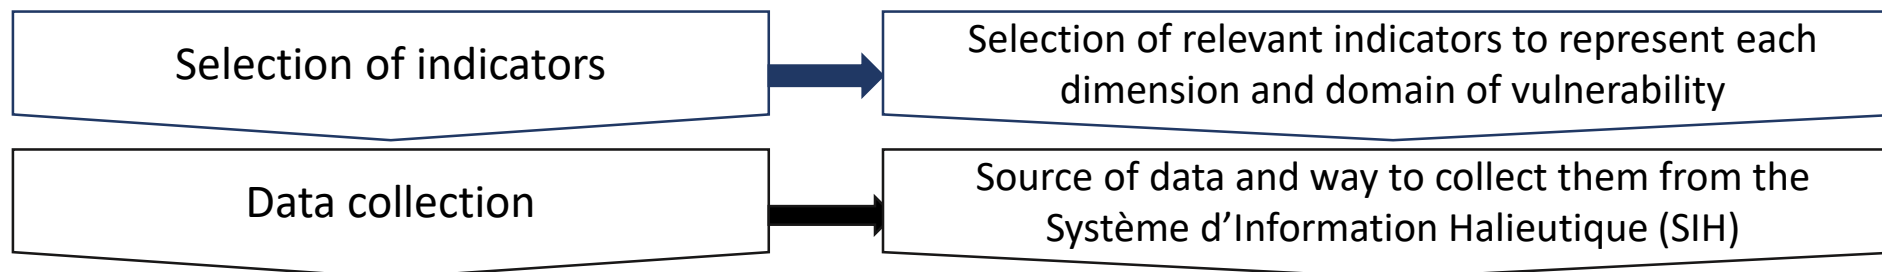 Selection of indicators
Selection of relevant indicators to represent each
dimension and domain of vulnerability
Data collection
Source of data and way to collect them from the
Système d’Information Halieutique (SIH)